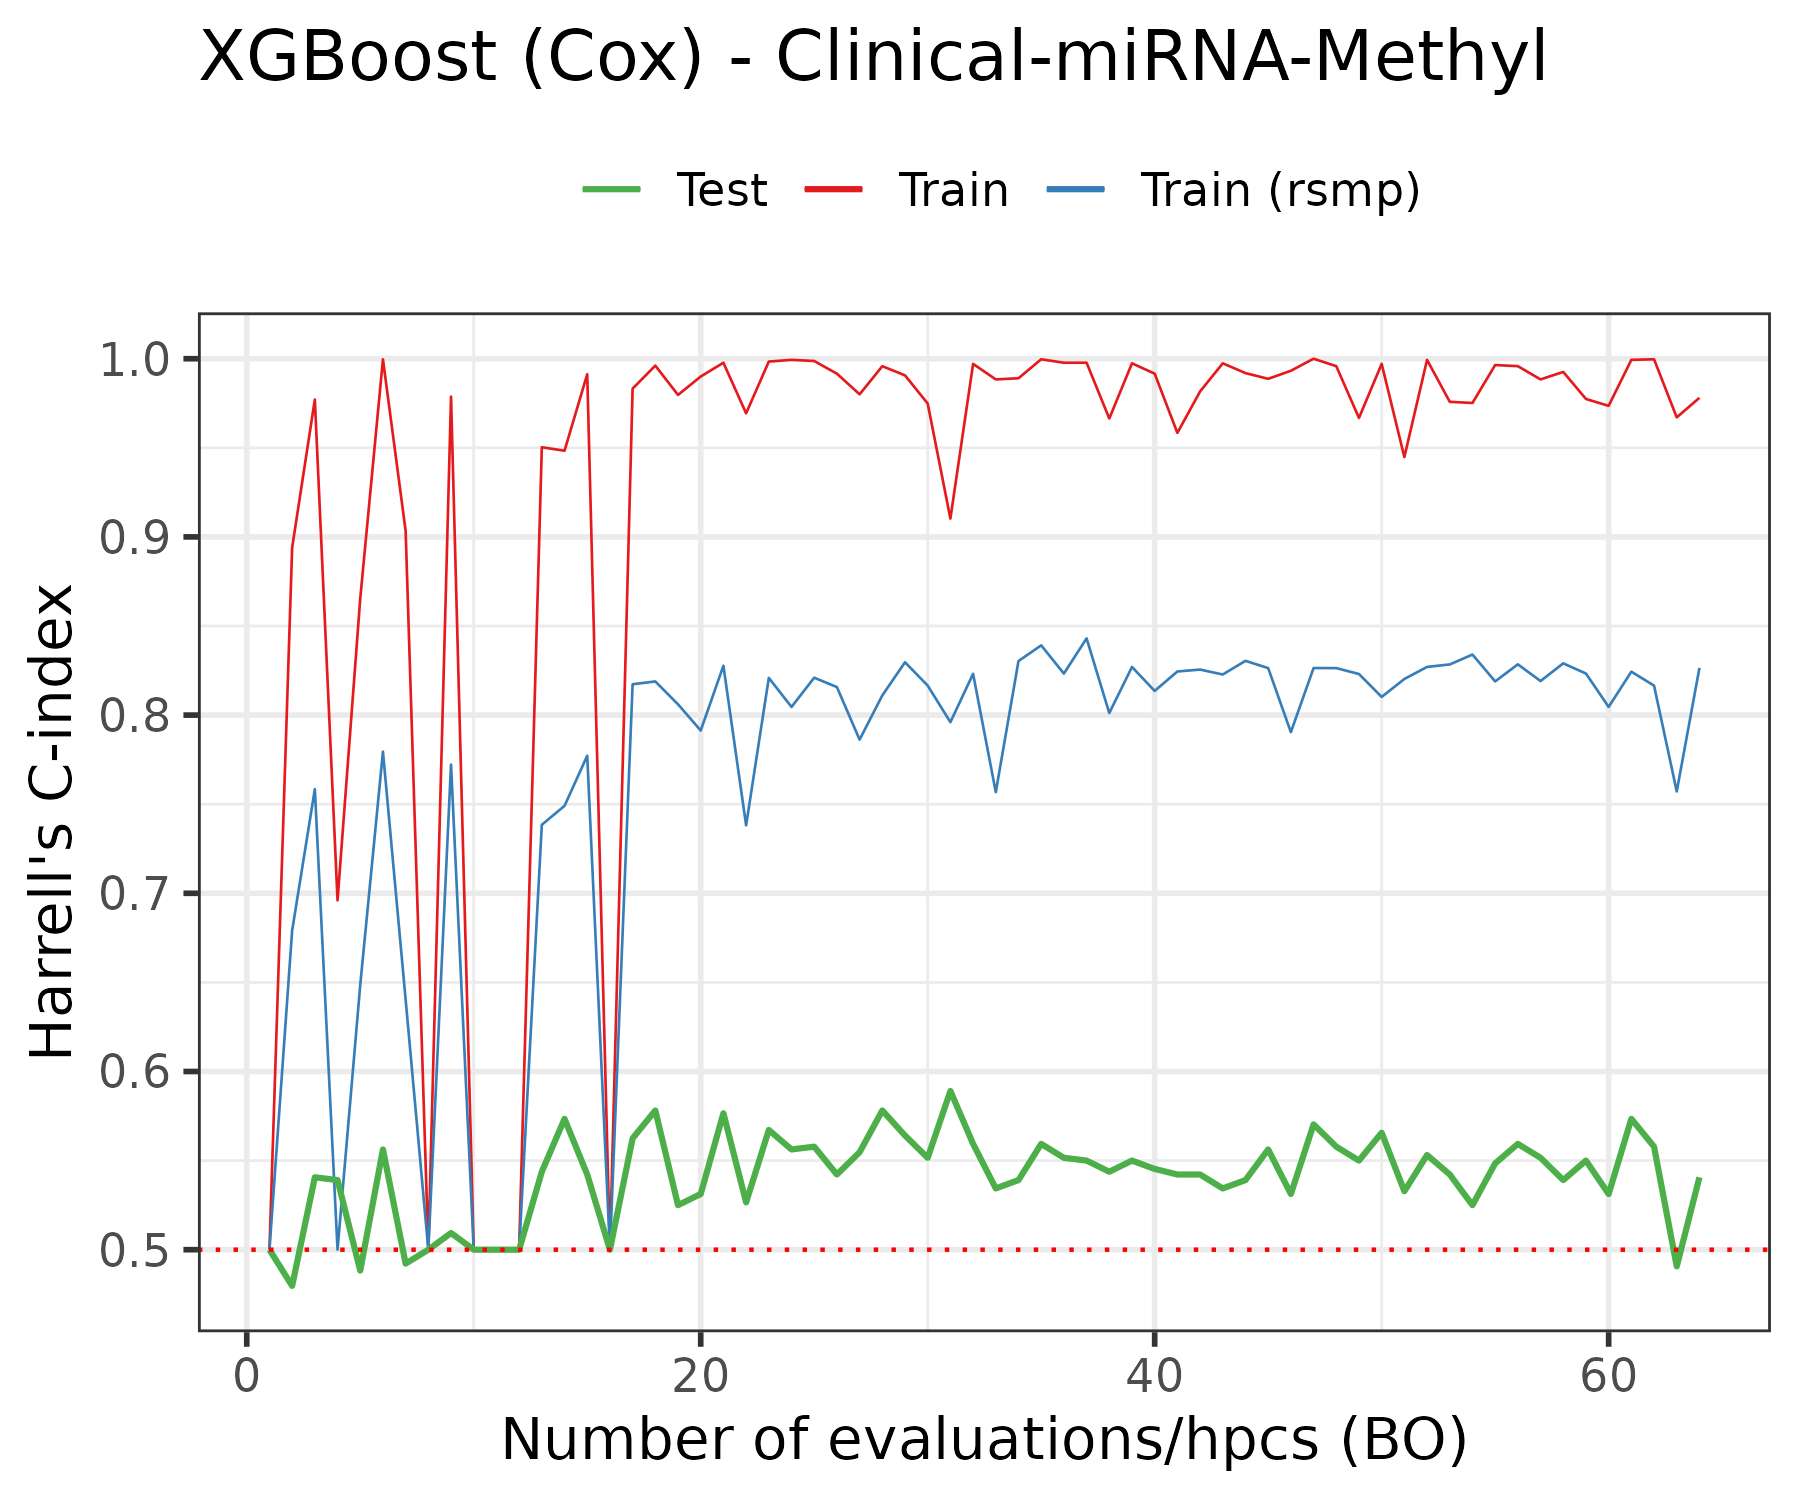 XGBoost (Cox) - Clinical-miRNA-Methyl
Test Train Train (rsmp)
Harrell's C-index
1.0
0.9
0.8
0.7
0.6
0.5
0 20 40 60
Number of evaluations/hpcs (BO)